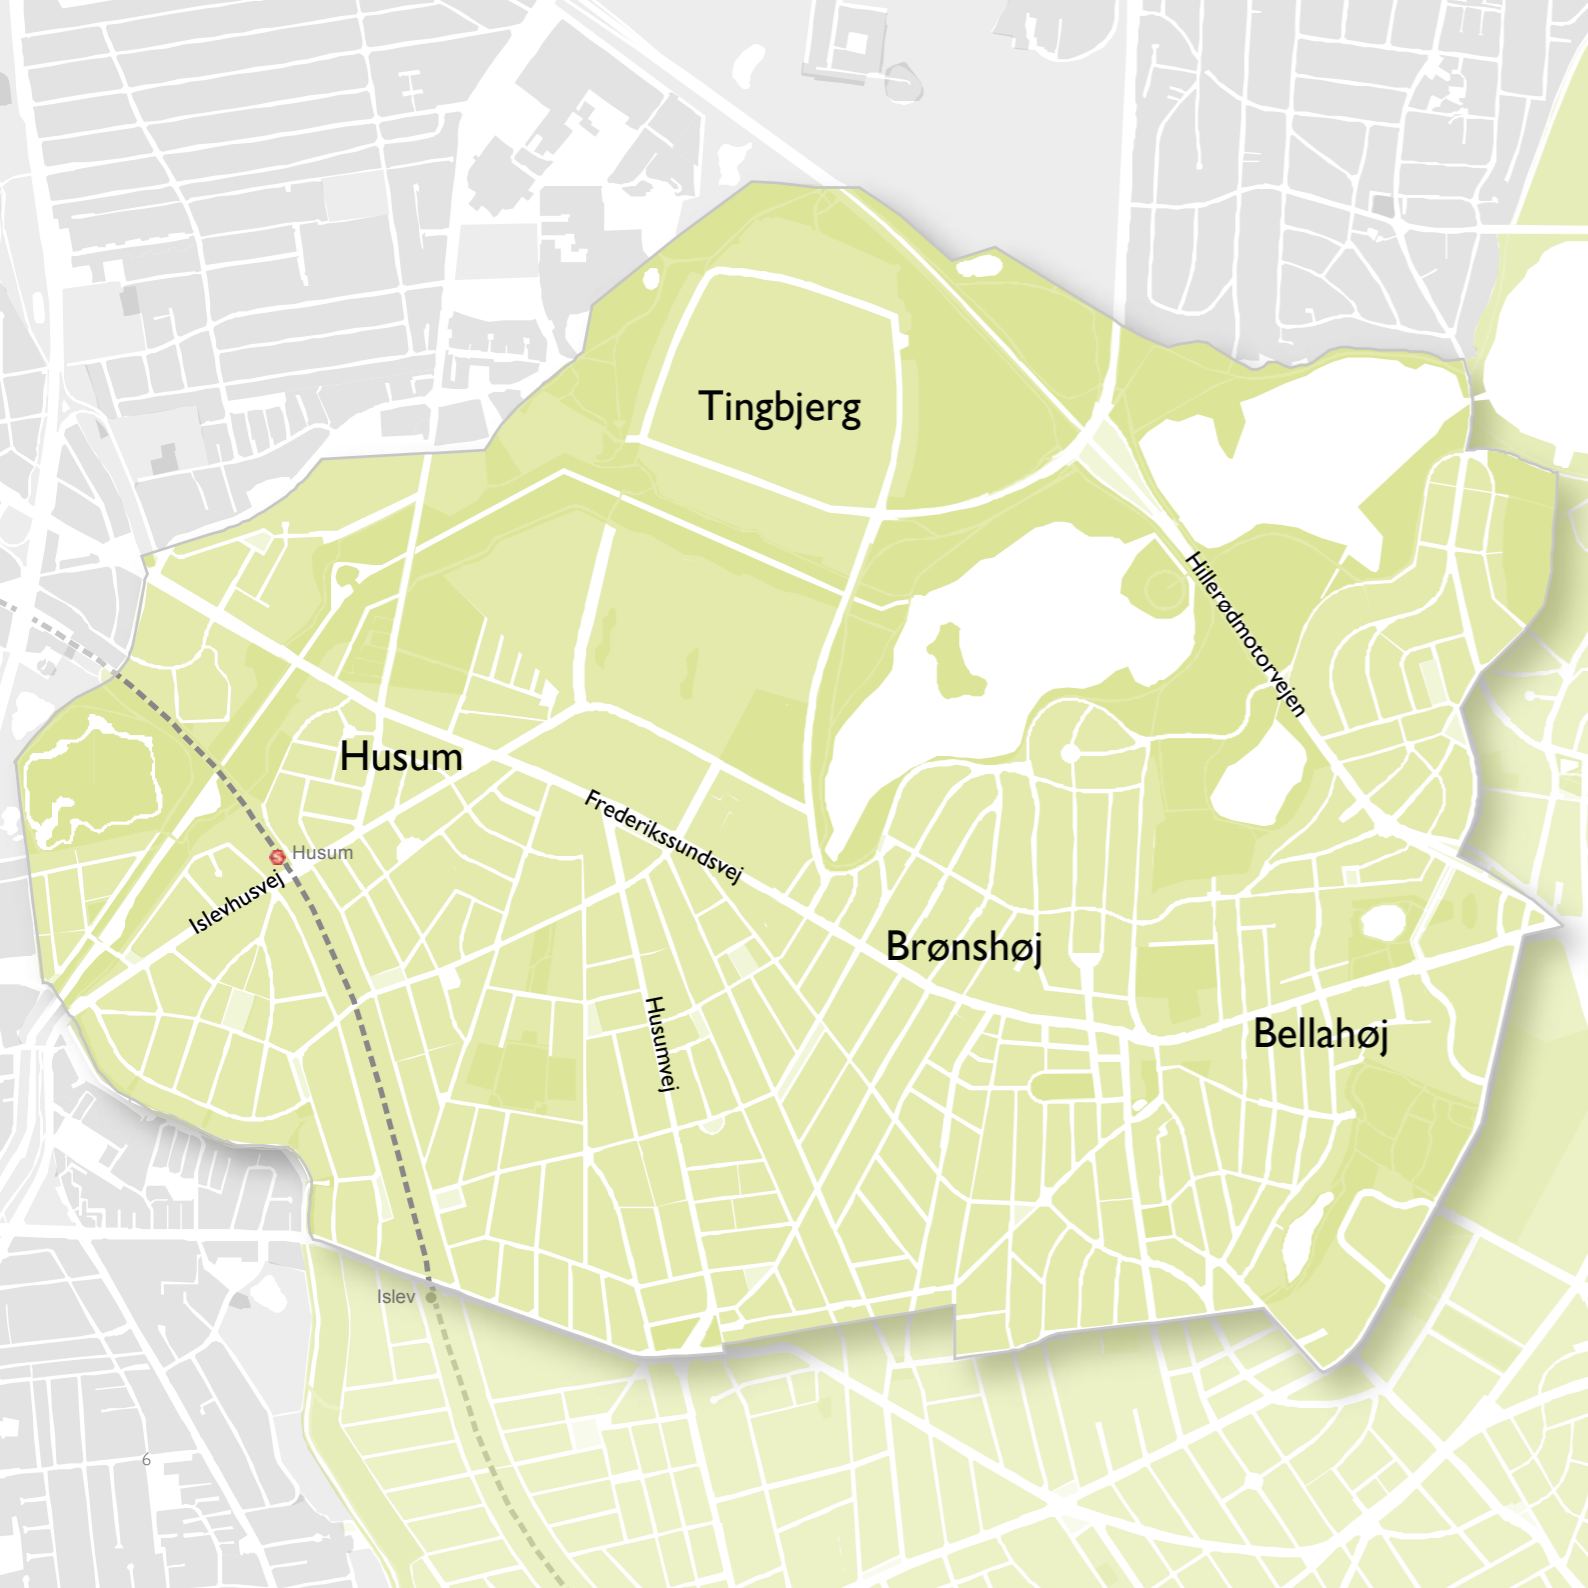 Tingbjerg
Hillerødmotorvejen
Husum
Frederikssundsvej
S
Husum
Islevhusvej
Brønshøj
Husumvej
Bellahøj
Islev
6